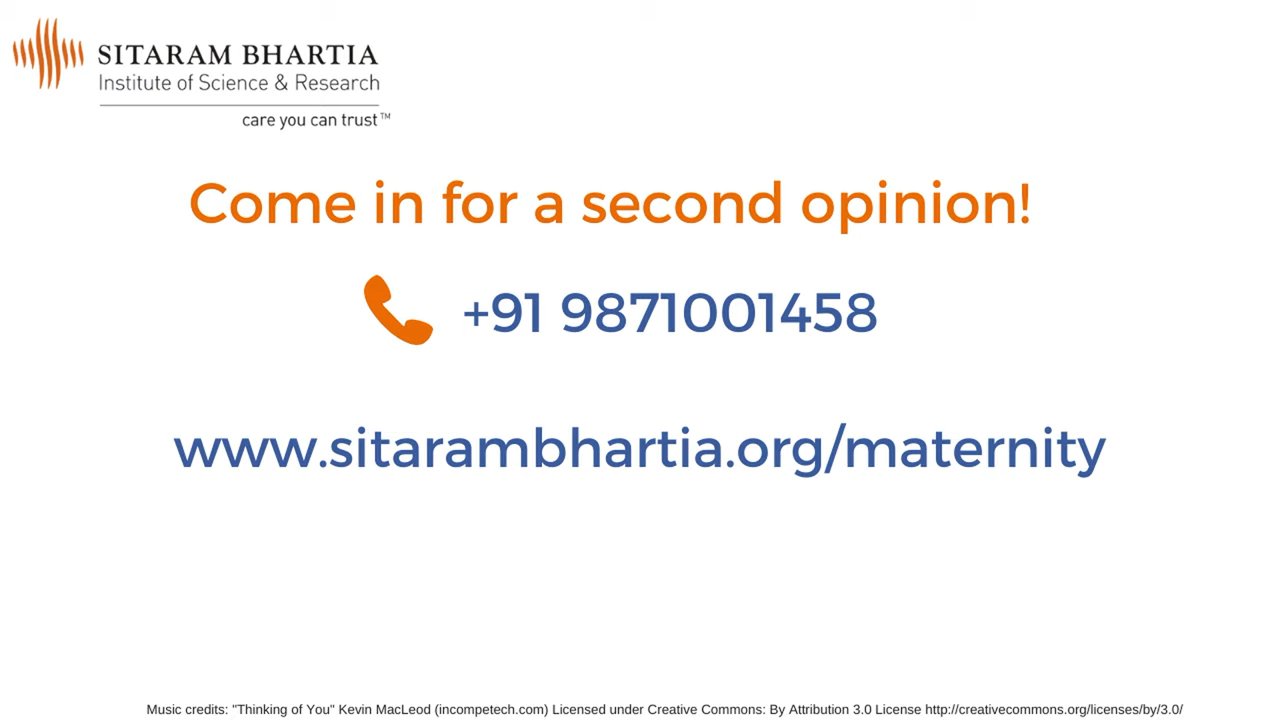 SITARAM BHARTIA
Institute of Science & Research
care you can trust™
Come in for a second opinion!
+91 9871001458
www.sitarambhartia.org/maternity
Music credits: "Thinking of You" Kevin MacLeod (incompetech.com) Licensed under Creative Commons: By Attribution 3.0 License http://creativecommons.org/licenses/by/3.0/